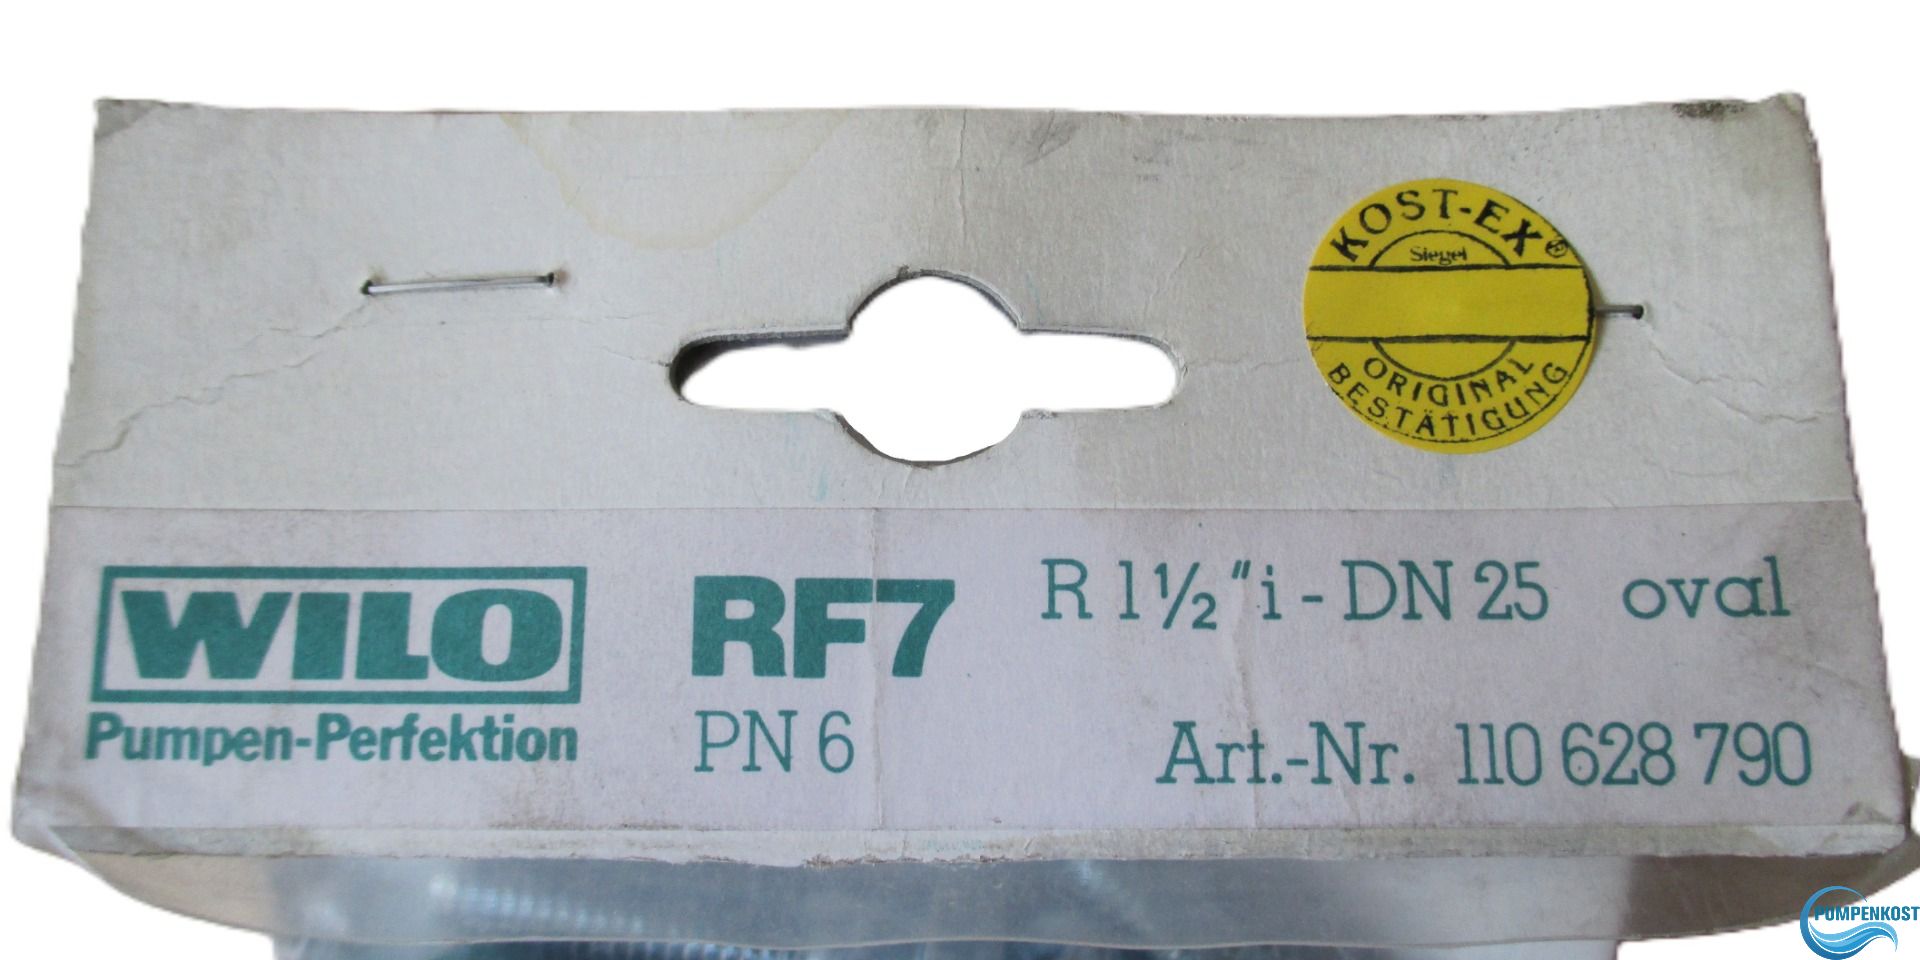 KOST-EX®
Siegel
ORIGINAL
BESTÄTIGUNG
WILO
Pumpen-Perfektion
RF7
PN 6
R 1½" i - DN 25 oval
Art.-Nr. 110 628 790
PUMPENKOST